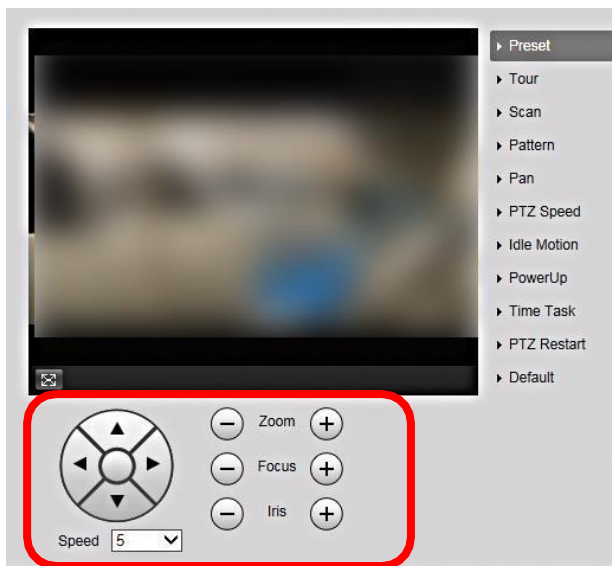 Preset
Tour
Scan
Pattern
Pan
PTZ Speed
Idle Motion
PowerUp
Time Task
PTZ Restart
Default
Zoom
Focus
Iris
Speed 5